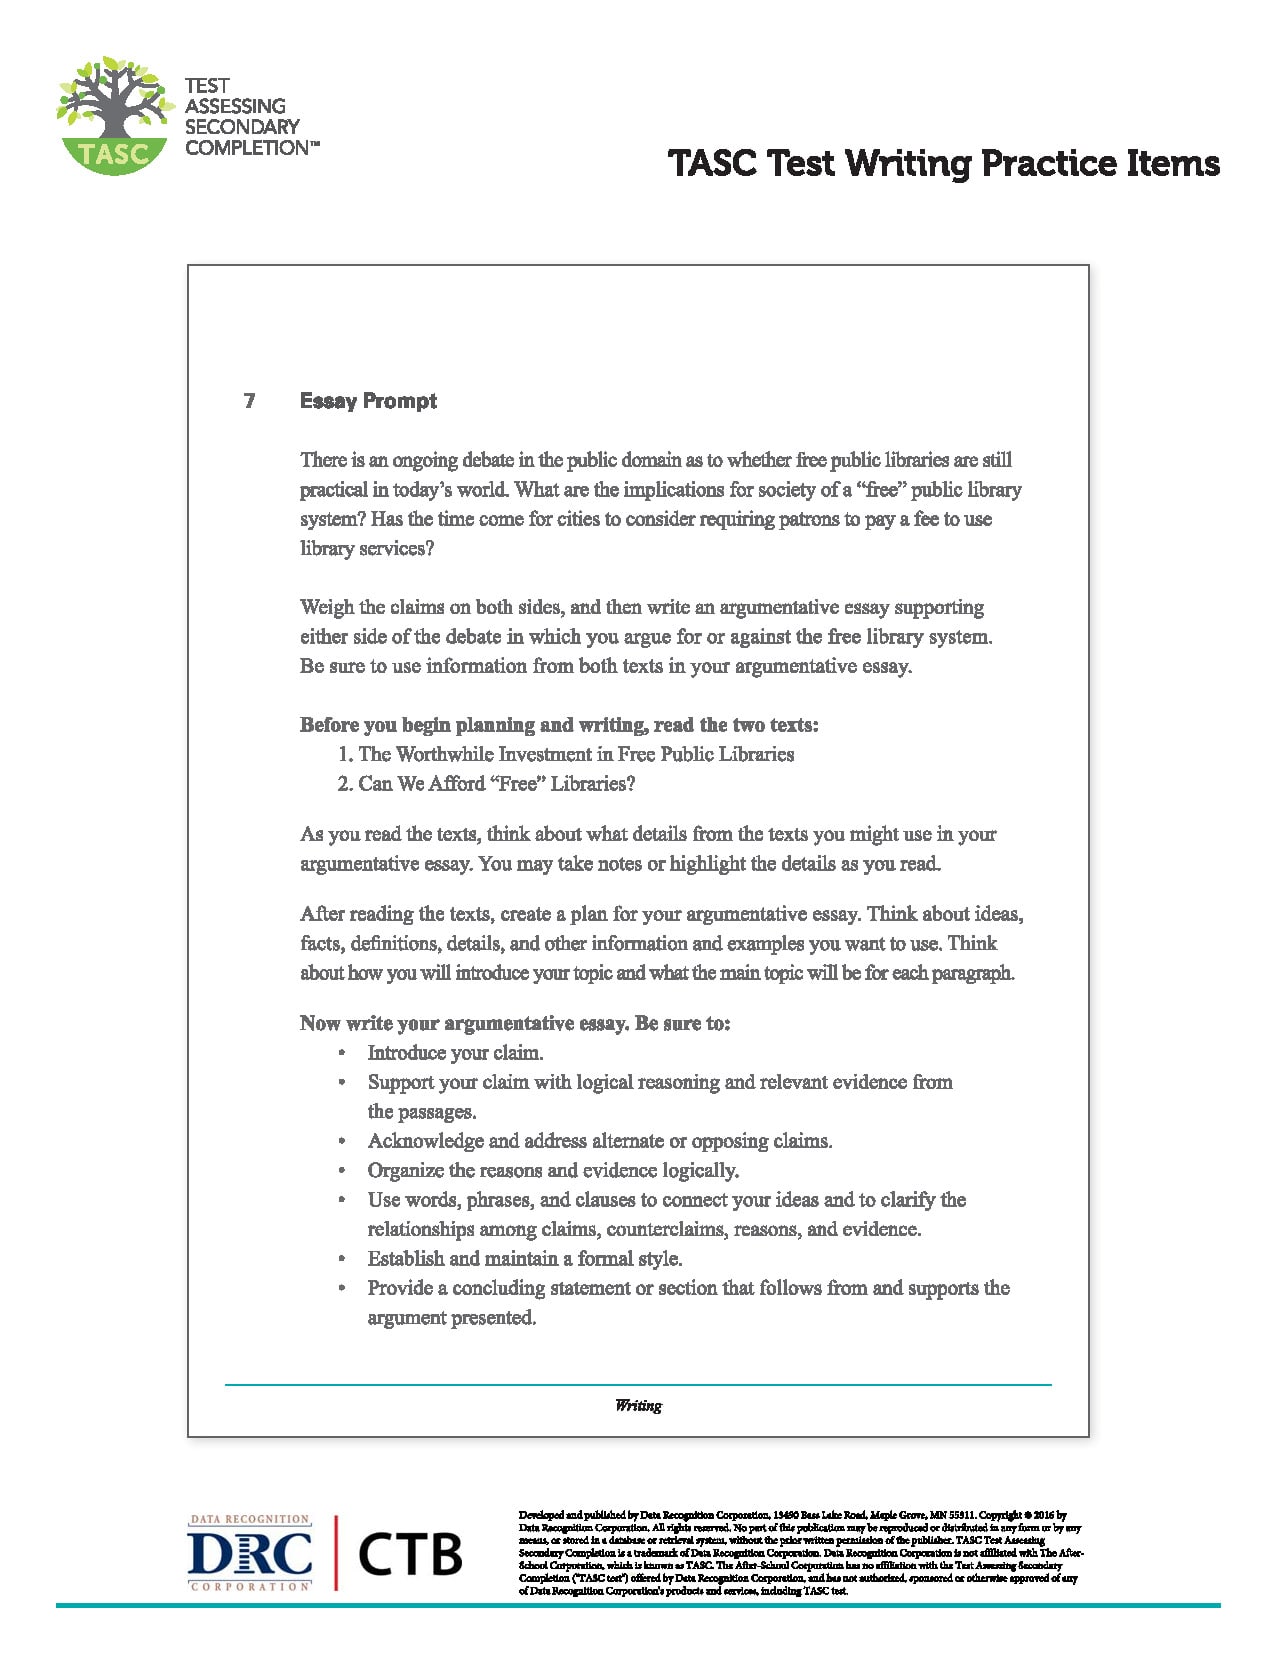 TEST
ASSESSING
SECONDARY
COMPLETION™
TASC
TASC Test Writing Practice Items
7 Essay Prompt
There is an ongoing debate in the public domain as to whether free public libraries are still
practical in today’s world. What are the implications for society of a “free” public library
system? Has the time come for cities to consider requiring patrons to pay a fee to use
library services?
Weigh the claims on both sides, and then write an argumentative essay supporting
either side of the debate in which you argue for or against the free library system.
Be sure to use information from both texts in your argumentative essay.
Before you begin planning and writing, read the two texts:
1. The Worthwhile Investment in Free Public Libraries
2. Can We Afford “Free” Libraries?
As you read the texts, think about what details from the texts you might use in your
argumentative essay. You may take notes or highlight the details as you read.
After reading the texts, create a plan for your argumentative essay. Think about ideas,
facts, definitions, details, and other information and examples you want to use. Think
about how you will introduce your topic and what the main topic will be for each paragraph.
Now write your argumentative essay. Be sure to:
• Introduce your claim.
• Support your claim with logical reasoning and relevant evidence from
the passages.
• Acknowledge and address alternate or opposing claims.
• Organize the reasons and evidence logically.
• Use words, phrases, and clauses to connect your ideas and to clarify the
relationships among claims, counterclaims, reasons, and evidence.
• Establish and maintain a formal style.
• Provide a concluding statement or section that follows from and supports the
argument presented.
Writing
DATA RECOGNITION
DRC
CORPORATION
CTB
Developed and published by Data Recognition Corporation, 13490 Bass Lake Road, Maple Grove, MN 55311. Copyright © 2016 by
Data Recognition Corporation. All rights reserved. No part of this publication may be reproduced or distributed in any form or by any
means, or stored in a database or retrieval system, without the prior written permission of the publisher. TASC Test Assessing
Secondary Completion is a trademark of Data Recognition Corporation. Data Recognition Corporation is not affiliated with The After-
School Corporation, which is known as TASC. The After-School Corporation has no affiliation with the Test Assessing Secondary
Completion ("TASC test") offered by Data Recognition Corporation, and has not authorized, sponsored or otherwise approved of any
of Data Recognition Corporation's products and services, including TASC test.